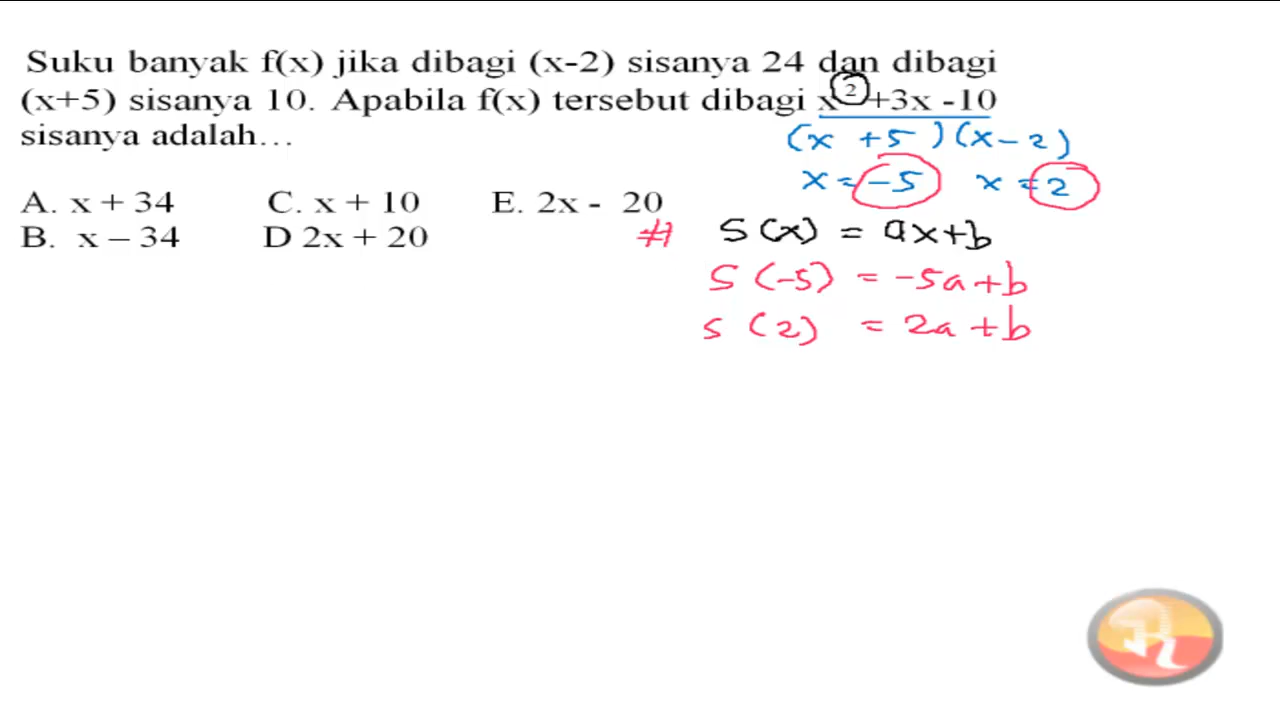 Suku banyak f(x) jika dibagi (x-2) sisanya 24 dan dibagi
(x+5) sisanya 10. Apabila f(x) tersebut dibagi x² +3x -10
sisanya adalah…
(x +5)(x-2)
x = -5 x = 2
A. x + 34 C. x + 10 E. 2x - 20
B. x – 34 D 2x + 20
# S(x) = ax+b
S(-5) = -5a+b
S(2) = 2a+b